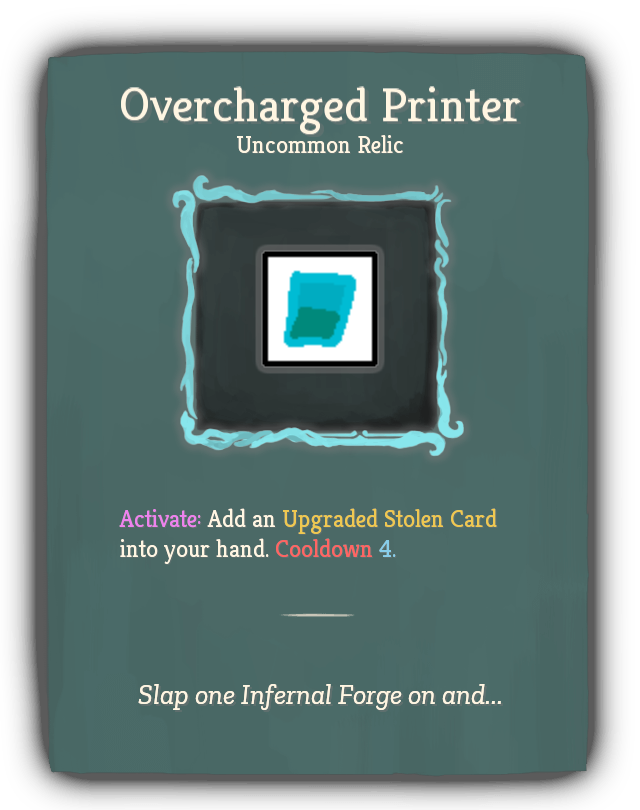 Overcharged Printer
Uncommon Relic
Activate: Add an Upgraded Stolen Card
into your hand. Cooldown 4.
Slap one Infernal Forge on and...